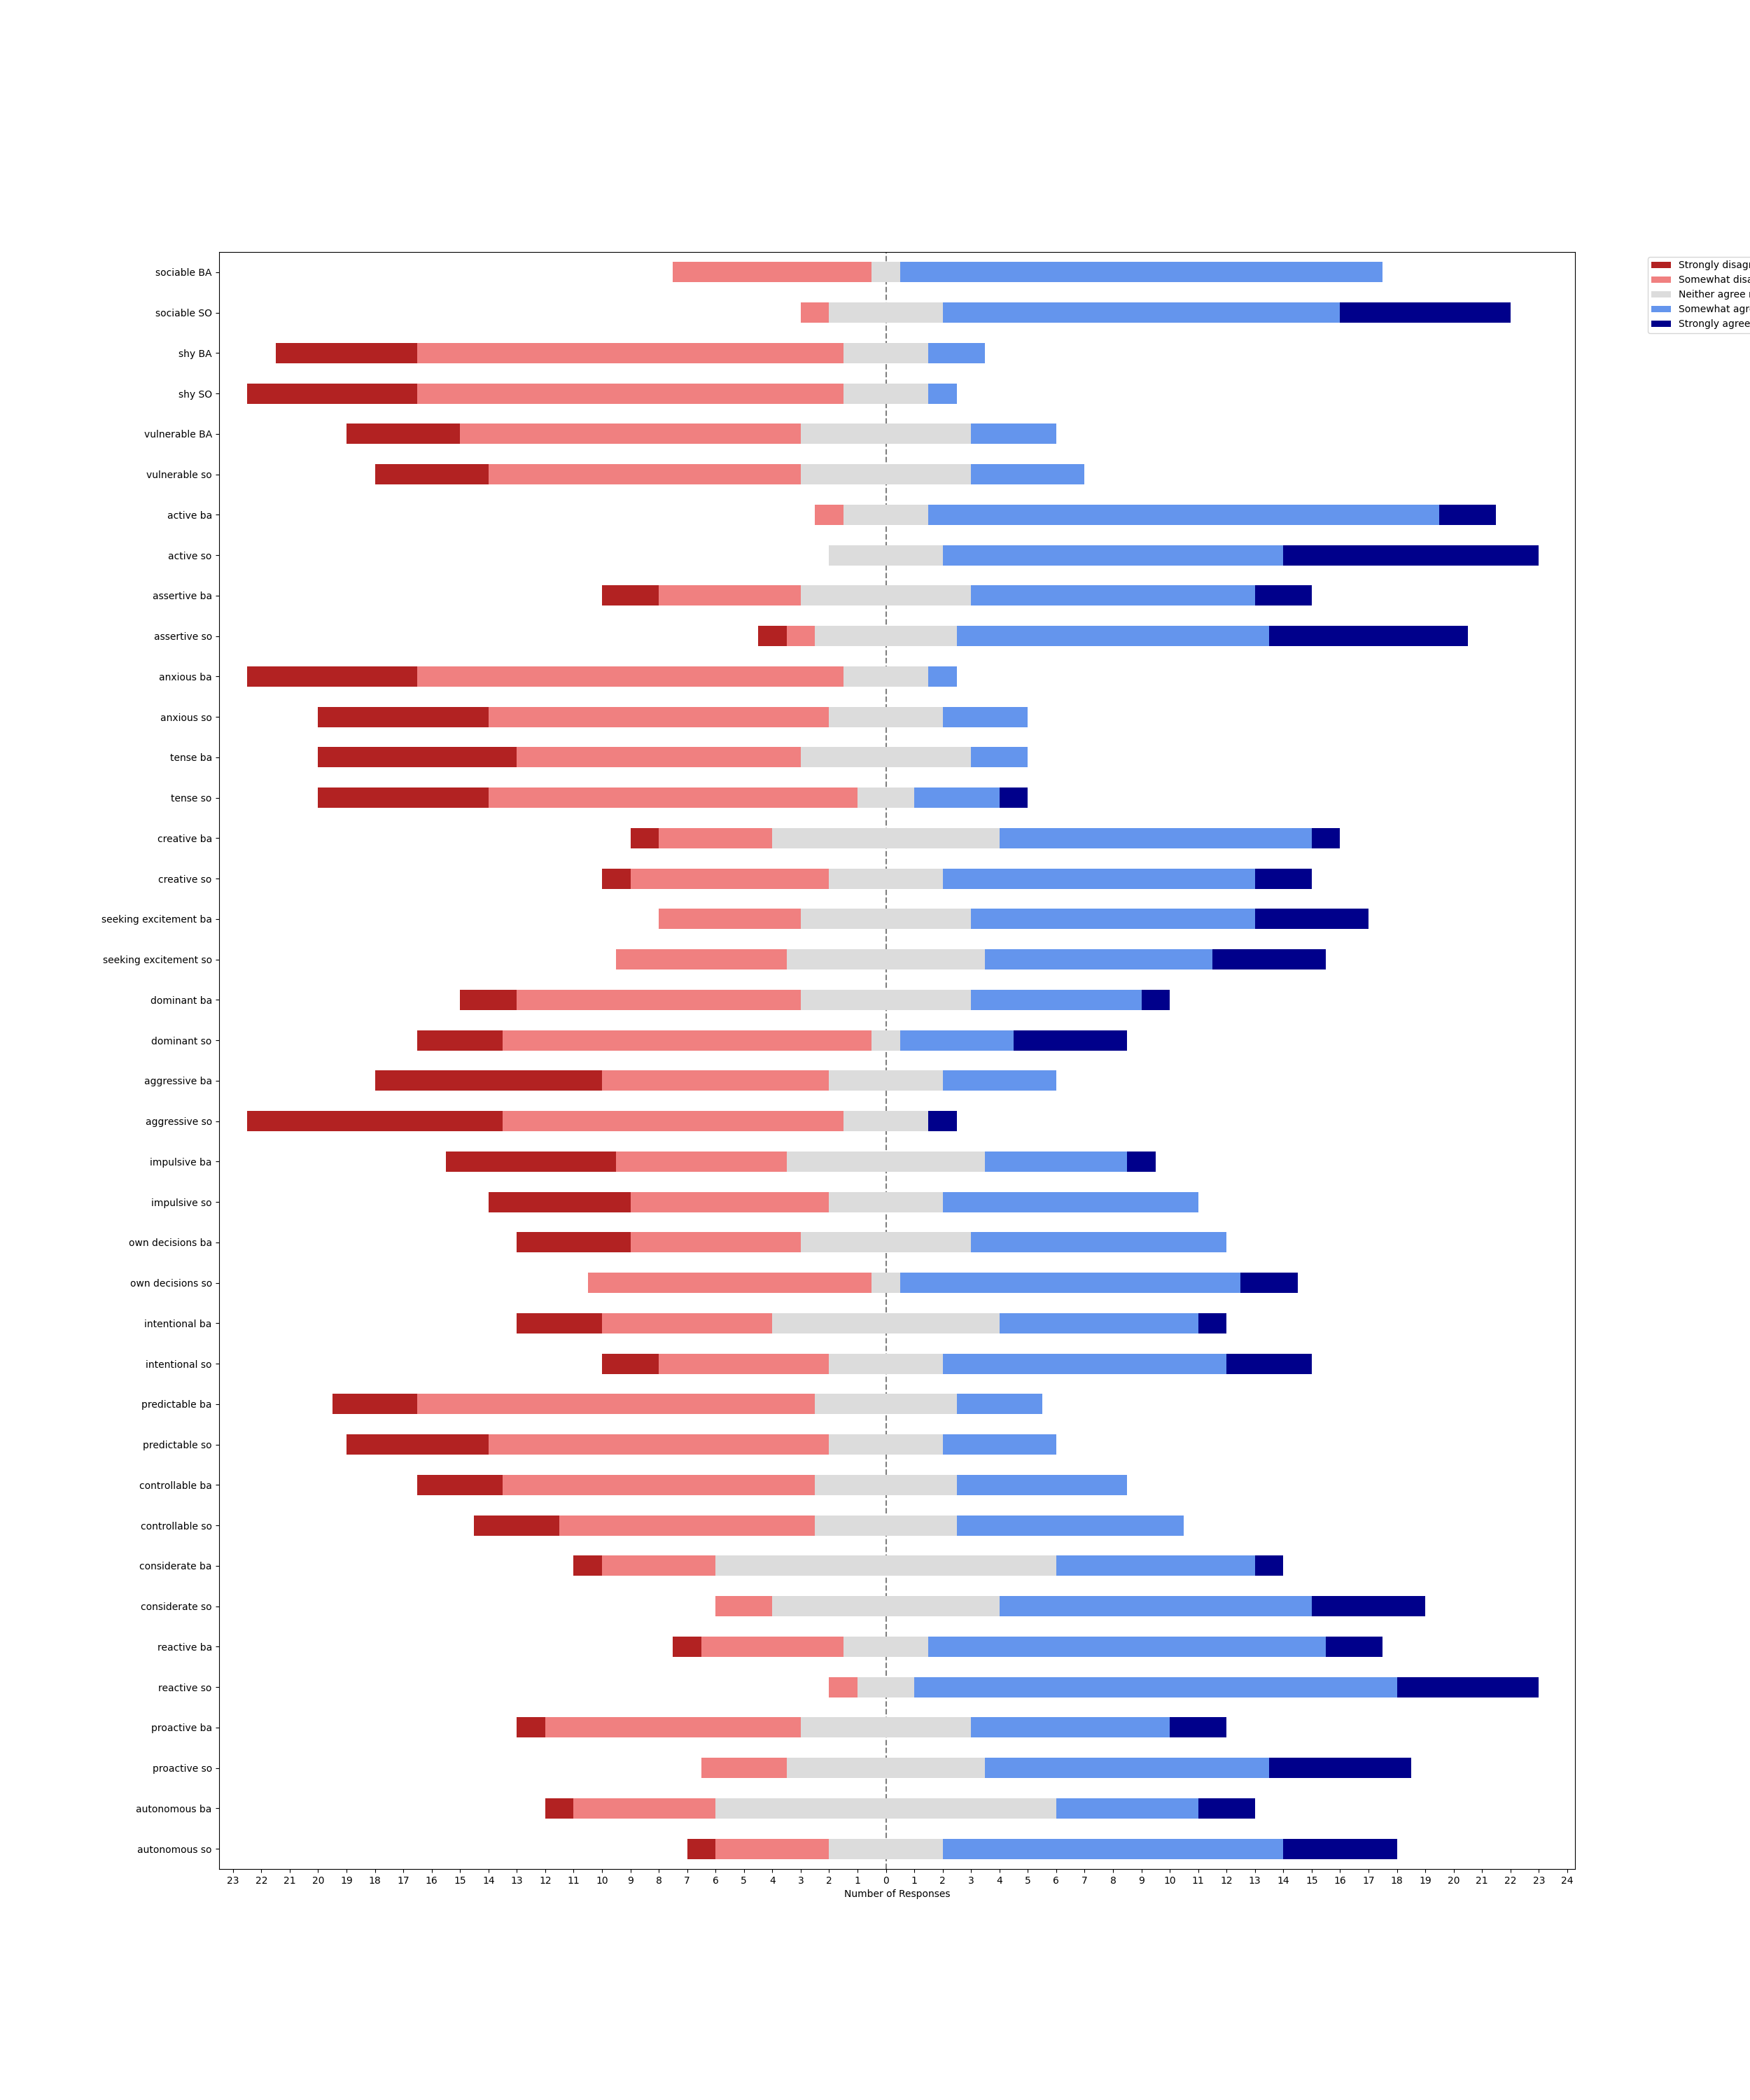 sociable BA
sociable SO
shy BA
shy SO
vulnerable BA
vulnerable so
active ba
active so
assertive ba
assertive so
anxious ba
anxious so
tense ba
tense so
creative ba
creative so
seeking excitement ba
seeking excitement so
dominant ba
dominant so
aggressive ba
aggressive so
impulsive ba
impulsive so
own decisions ba
own decisions so
intentional ba
intentional so
predictable ba
predictable so
controllable ba
controllable so
considerate ba
considerate so
reactive ba
reactive so
proactive ba
proactive so
autonomous ba
autonomous so
23 22 21 20 19 18 17 16 15 14 13 12 11 10 9 8 7 6 5 4 3 2 1 0 1 2 3 4 5 6 7 8 9 10 11 12 13 14 15 16 17 18 19 20 21 22 23 24
Number of Responses
Strongly disagr
Somewhat disa
Neither agree
Somewhat agr
Strongly agree